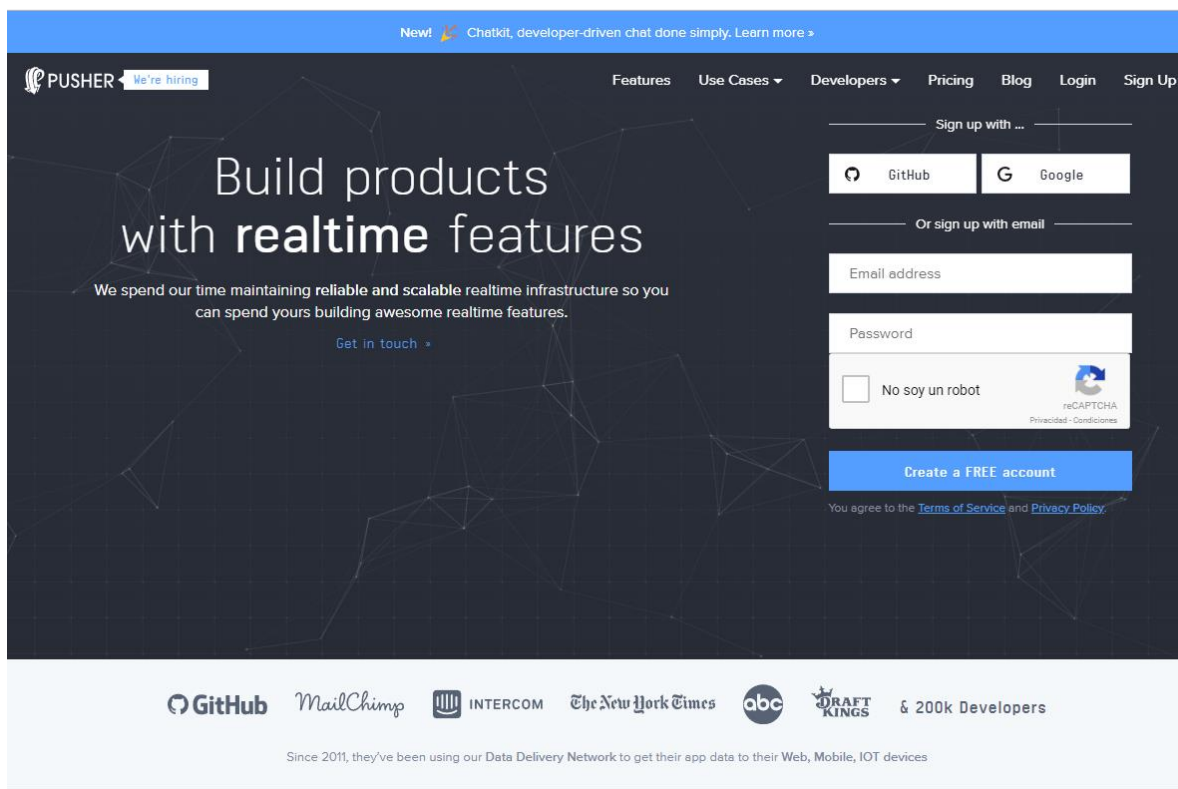 New! 🎉 Chatkit, developer-driven chat done simply. Learn more »
PUSHER We're hiring Features Use Cases Developers Pricing Blog Login Sign Up
Build products
with realtime features
We spend our time maintaining reliable and scalable realtime infrastructure so you
can spend yours building awesome realtime features.
Get in touch »
Sign up with ...
GitHub Google
Or sign up with email
Email address
Password
No soy un robot
reCAPTCHA
Privacidad - Condiciones
Create a FREE account
You agree to the Terms of Service and Privacy Policy.
GitHub MailChimp INTERCOM The New York Times abc DRAFT KINGS & 200k Developers
Since 2011, they've been using our Data Delivery Network to get their app data to their Web, Mobile, IOT devices